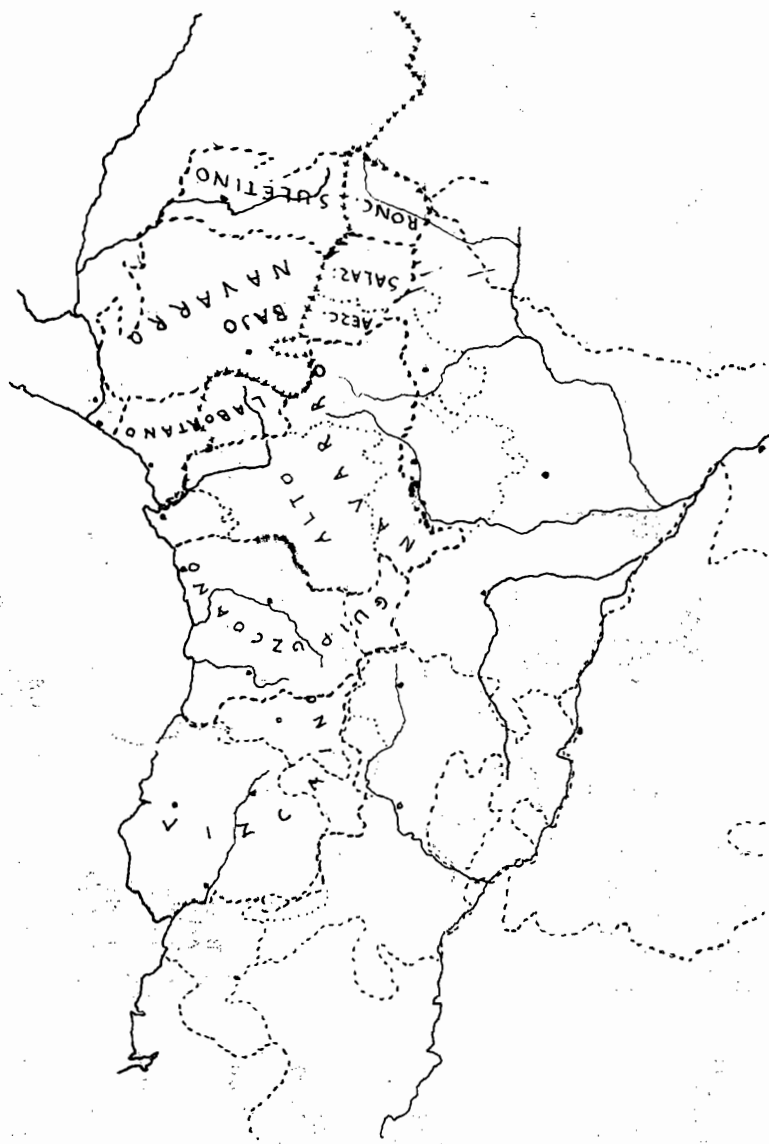 SULETINO
RONC.
SALAZ.
AEZC.
BAJO
NAVARRO
LABORTANO
ALTO
NAVARRO
GUIPUZCOANO
VIZCAINO